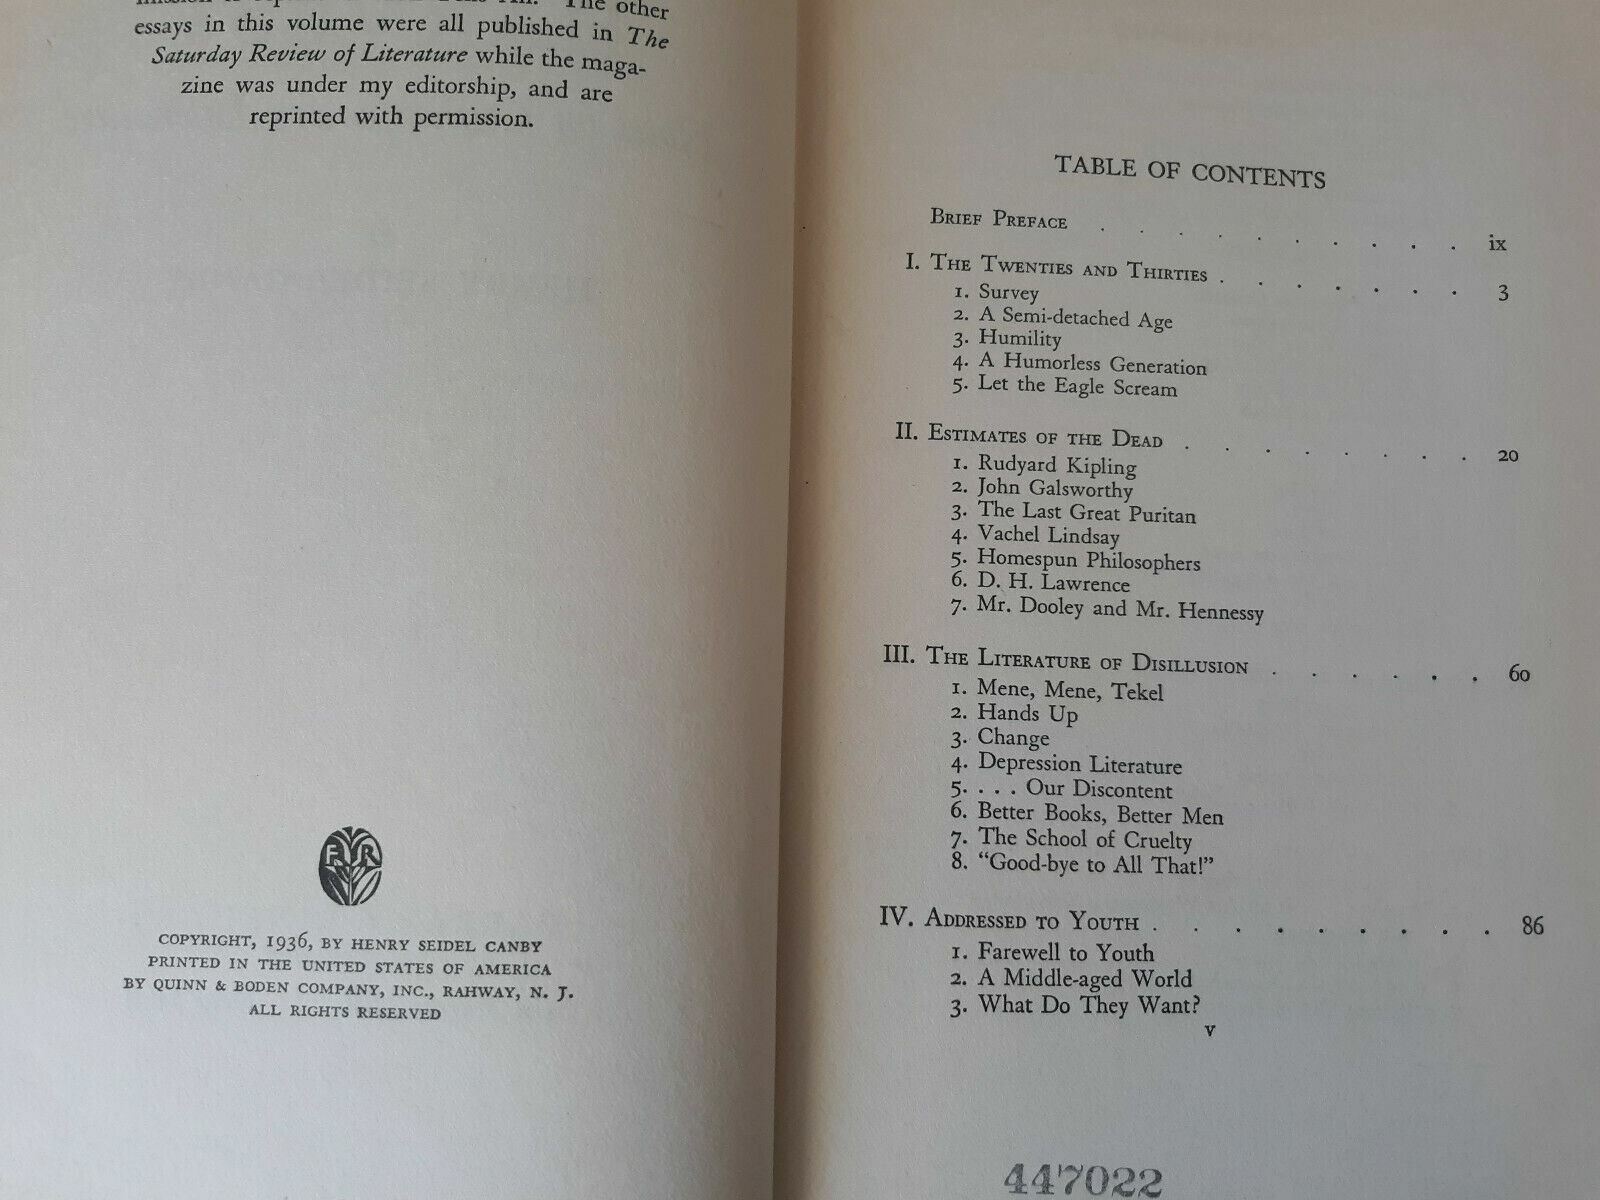 The other
essays in this volume were all published in The
Saturday Review of Literature while the maga-
zine was under my editorship, and are
reprinted with permission.
F R
COPYRIGHT, 1936, BY HENRY SEIDEL CANBY
PRINTED IN THE UNITED STATES OF AMERICA
BY QUINN & BODEN COMPANY, INC., RAHWAY, N. J.
ALL RIGHTS RESERVED
TABLE OF CONTENTS
BRIEF PREFACE . . . . . . . . . . ix
I. THE TWENTIES AND THIRTIES . . . . . . . 3
1. Survey
2. A Semi-detached Age
3. Humility
4. A Humorless Generation
5. Let the Eagle Scream
II. ESTIMATES OF THE DEAD . . . . . . . 20
1. Rudyard Kipling
2. John Galsworthy
3. The Last Great Puritan
4. Vachel Lindsay
5. Homespun Philosophers
6. D. H. Lawrence
7. Mr. Dooley and Mr. Hennessy
III. THE LITERATURE OF DISILLUSION . . . . . . 60
1. Mene, Mene, Tekel
2. Hands Up
3. Change
4. Depression Literature
5. . . . Our Discontent
6. Better Books, Better Men
7. The School of Cruelty
8. “Good-bye to All That!”
IV. ADDRESSED TO YOUTH . . . . . . . . . 86
1. Farewell to Youth
2. A Middle-aged World
3. What Do They Want?
v
447022